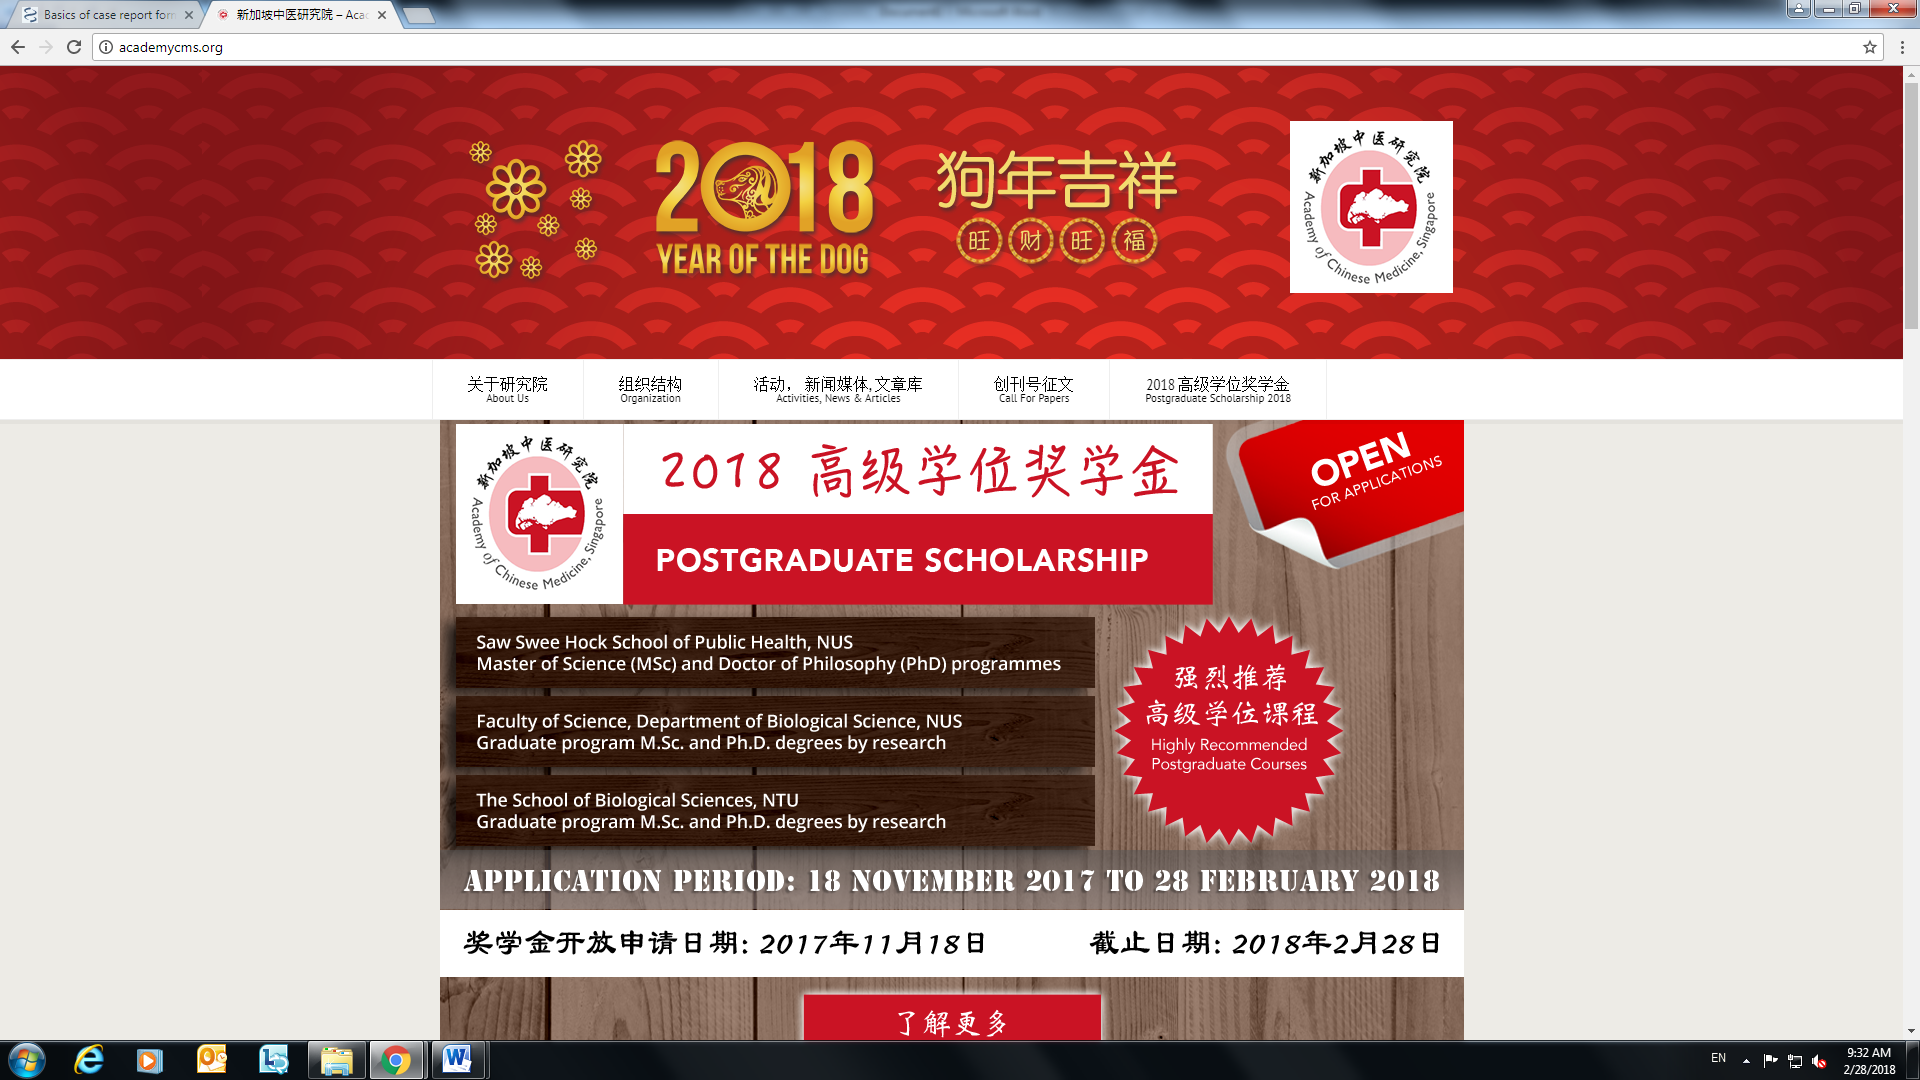 Basics of case report for
新加坡中医研究院 – Aca
academycms.org
2018
YEAR OF THE DOG
狗年吉祥
旺 财 旺 福
新加坡中医研究院
Academy of Chinese Medicine, Singapore
关于研究院
About Us
组织结构
Organization
活动， 新闻媒体,文章库
Activities, News & Articles
创刊号征文
Call For Papers
2018 高级学位奖学金
Postgraduate Scholarship 2018
新加坡中医研究院
Academy of Chinese Medicine, Singapore
2018 高级学位奖学金
POSTGRADUATE SCHOLARSHIP
OPEN
FOR APPLICATIONS
Saw Swee Hock School of Public Health, NUS
Master of Science (MSc) and Doctor of Philosophy (PhD) programmes
Faculty of Science, Department of Biological Science, NUS
Graduate program M.Sc. and Ph.D. degrees by research
The School of Biological Sciences, NTU
Graduate program M.Sc. and Ph.D. degrees by research
强烈推荐
高级学位课程
Highly Recommended
Postgraduate Courses
APPLICATION PERIOD: 18 NOVEMBER 2017 TO 28 FEBRUARY 2018
奖学金开放申请日期: 2017年11月18日
截止日期: 2018年2月28日
了解更多
EN
9:32 AM
2/28/2018